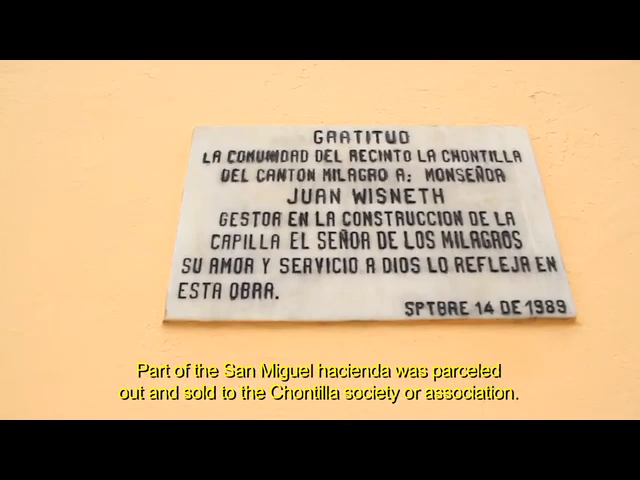 GRATITUD
LA COMUNIDAD DEL RECINTO LA CHONTILLA
DEL CANTON MILAGRO A: MONSEÑOR
JUAN WISNETH
GESTOR EN LA CONSTRUCCION DE LA
CAPILLA EL SEÑOR DE LOS MILAGROS
SU AMOR Y SERVICIO A DIOS LO REFLEJA EN
ESTA OBRA.
SPTBRE 14 DE 1989
Part of the San Miguel hacienda was parceled
out and sold to the Chontilla society or association.